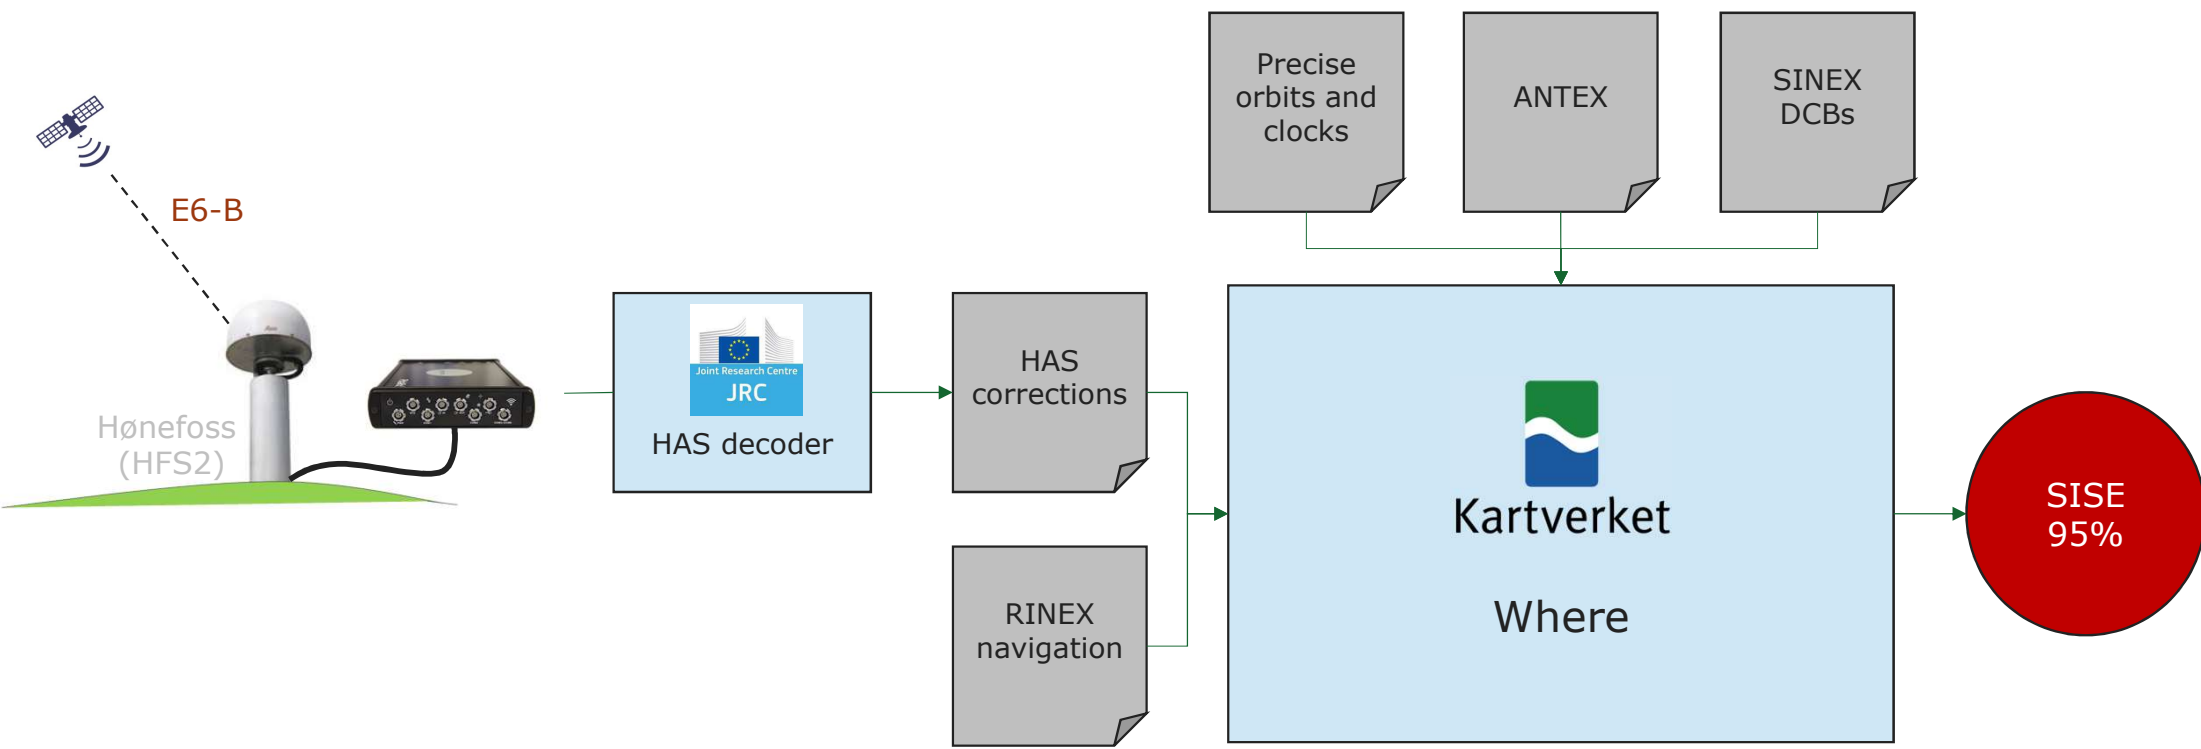 Precise
orbits and
clocks
ANTEX
SINEX
DCBs
E6-B
Hønefoss
(HFS2)
Joint Research Centre
JRC
HAS decoder
HAS
corrections
RINEX
navigation
Kartverket
Where
SISE
95%